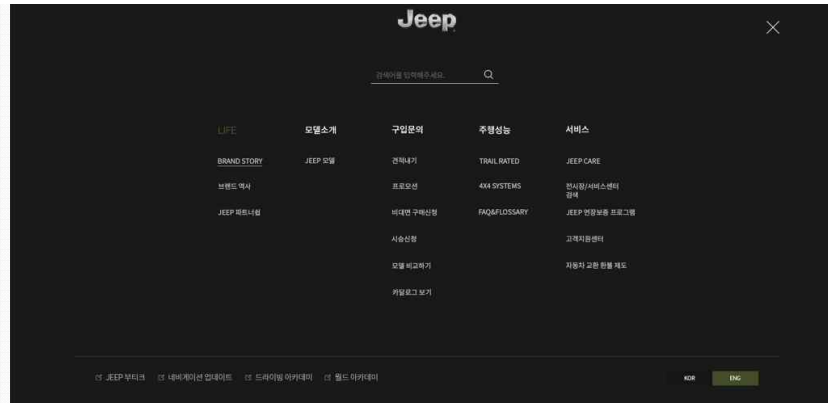 Jeep
검색어를 입력해주세요.
LIFE
BRAND STORY
브랜드 역사
JEEP 파트너쉽
모델소개
JEEP 모델
구입문의
견적내기
프로모션
비대면 구매신청
시승신청
모델 비교하기
카달로그 보기
주행성능
TRAIL RATED
4X4 SYSTEMS
FAQ&FLOSSARY
서비스
JEEP CARE
전시장/서비스센터
검색
JEEP 연장보증 프로그램
고객지원센터
자동차 교환 환불 제도
JEEP 부티크
네비게이션 업데이트
드라이빙 아카데미
월드 아카데미
KOR
ENG